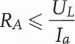 R_A ⩽ U_L / I_a